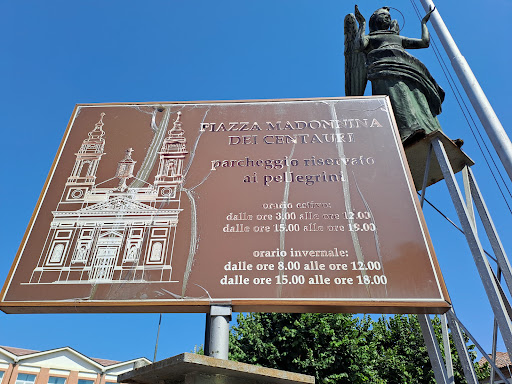 PIAZZA MADONNINA
DEI CENTAURI
parcheggio riservato
ai pellegrini
orario estivo:
dalle ore 8.00 alle ore 12.00
dalle ore 15.00 alle ore 19.00
orario invernale:
dalle ore 8.00 alle ore 12.00
dalle ore 15.00 alle ore 18.00